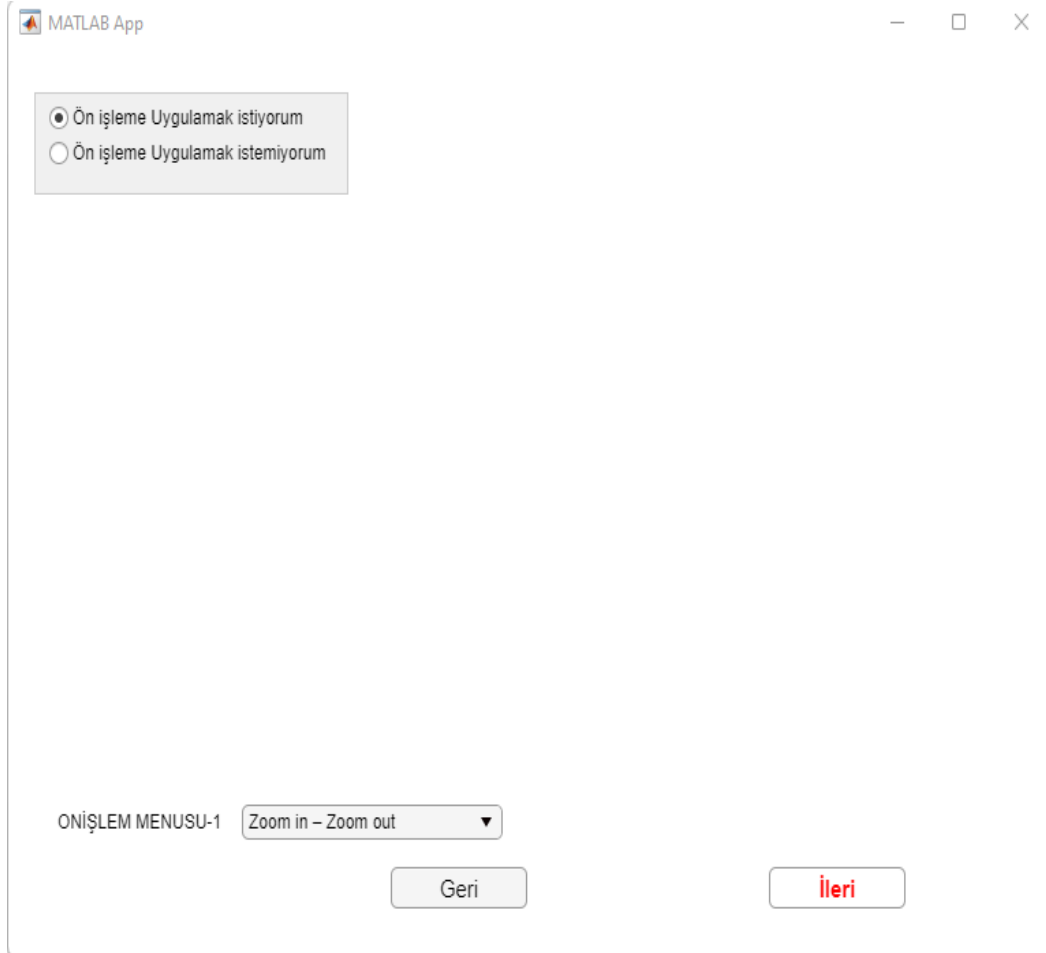 MATLAB App
Ön işleme Uygulamak istiyorum
Ön işleme Uygulamak istemiyorum
ONİŞLEM MENUSU-1 Zoom in – Zoom out
Geri İleri